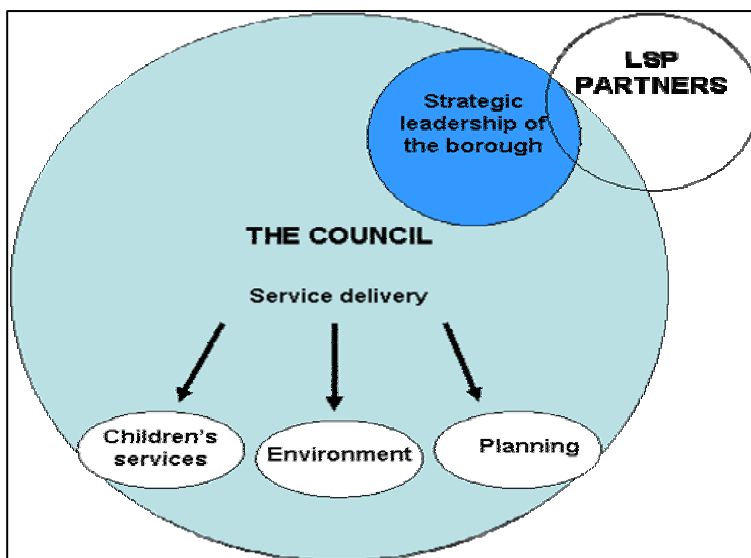 LSP
PARTNERS
Strategic
leadership of
the borough
THE COUNCIL
Service delivery
Children's
services
Environment
Planning